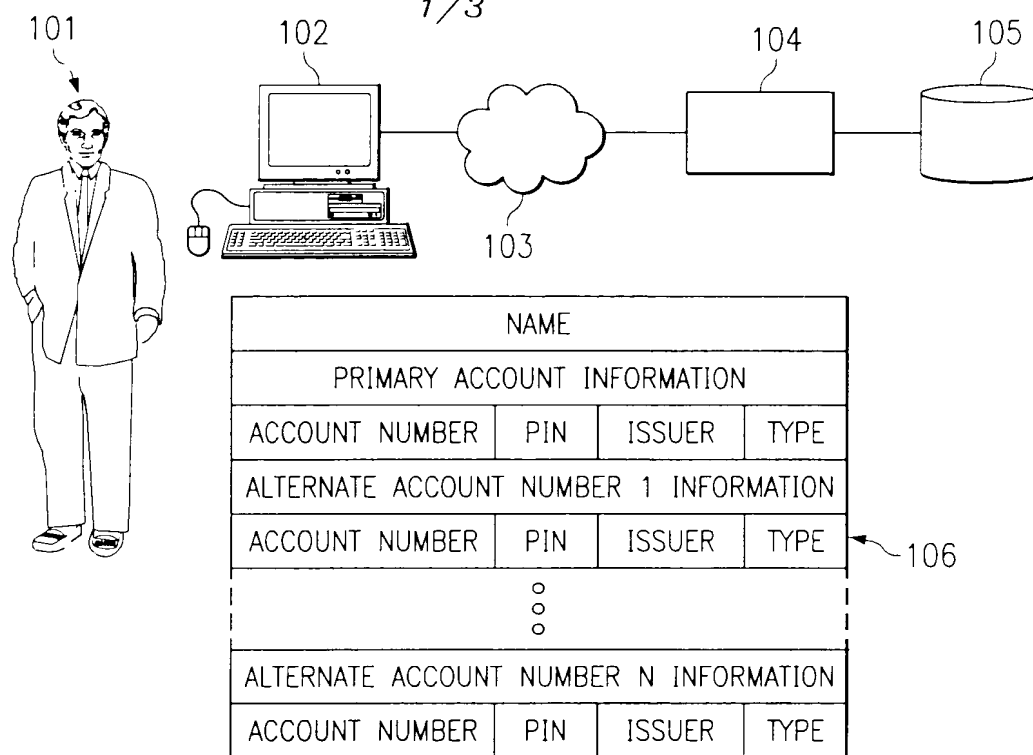 1/3
101
102
104
105
103
NAME
PRIMARY ACCOUNT INFORMATION
ACCOUNT NUMBER PIN ISSUER TYPE
ALTERNATE ACCOUNT NUMBER 1 INFORMATION
ACCOUNT NUMBER PIN ISSUER TYPE
106
ALTERNATE ACCOUNT NUMBER N INFORMATION
ACCOUNT NUMBER PIN ISSUER TYPE